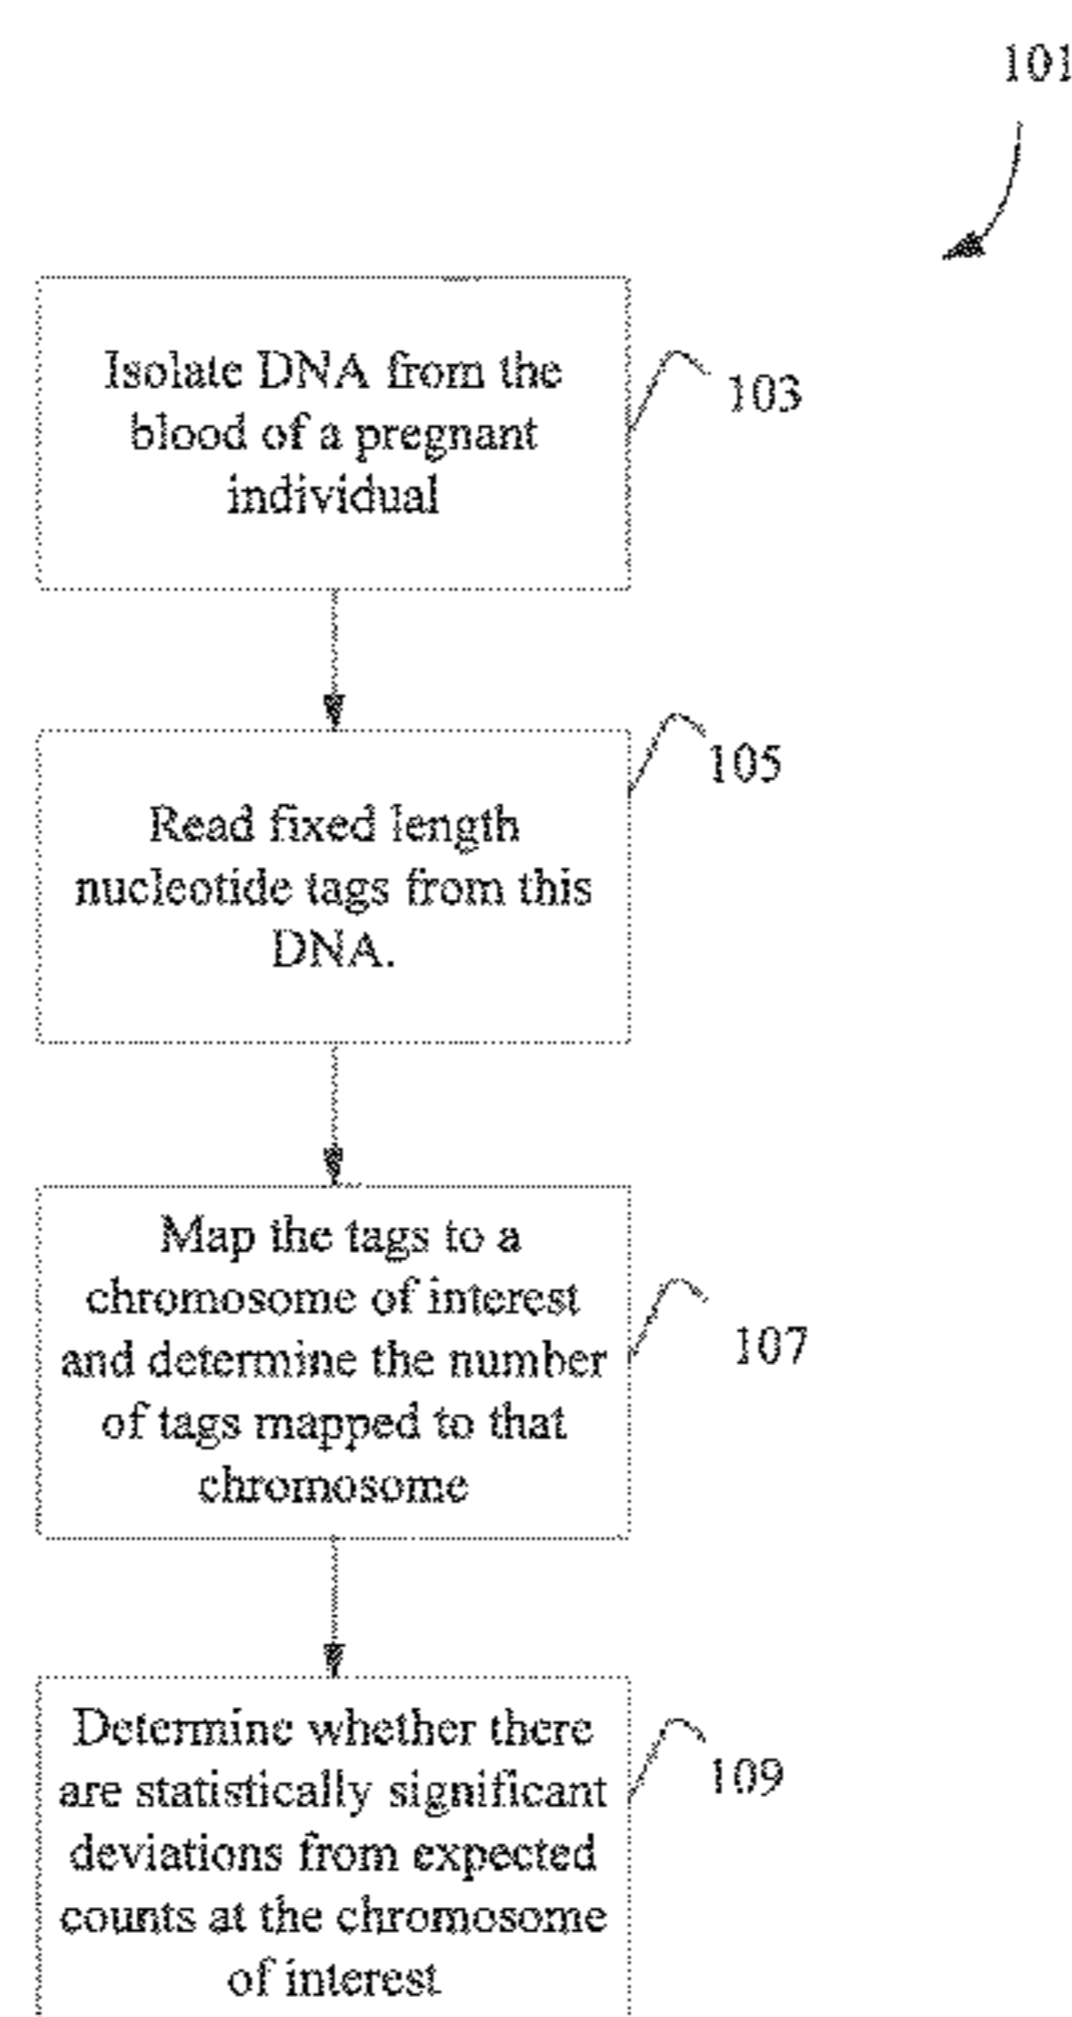 101
Isolate DNA from the
blood of a pregnant
individual
103
105
Read fixed length
nucleotide tags from this
DNA.
Map the tags to a
chromosome of interest
and determine the number
of tags mapped to that
chromosome
107
Determine whether there
are statistically significant
deviations from expected
counts at the chromosome
of interest
109